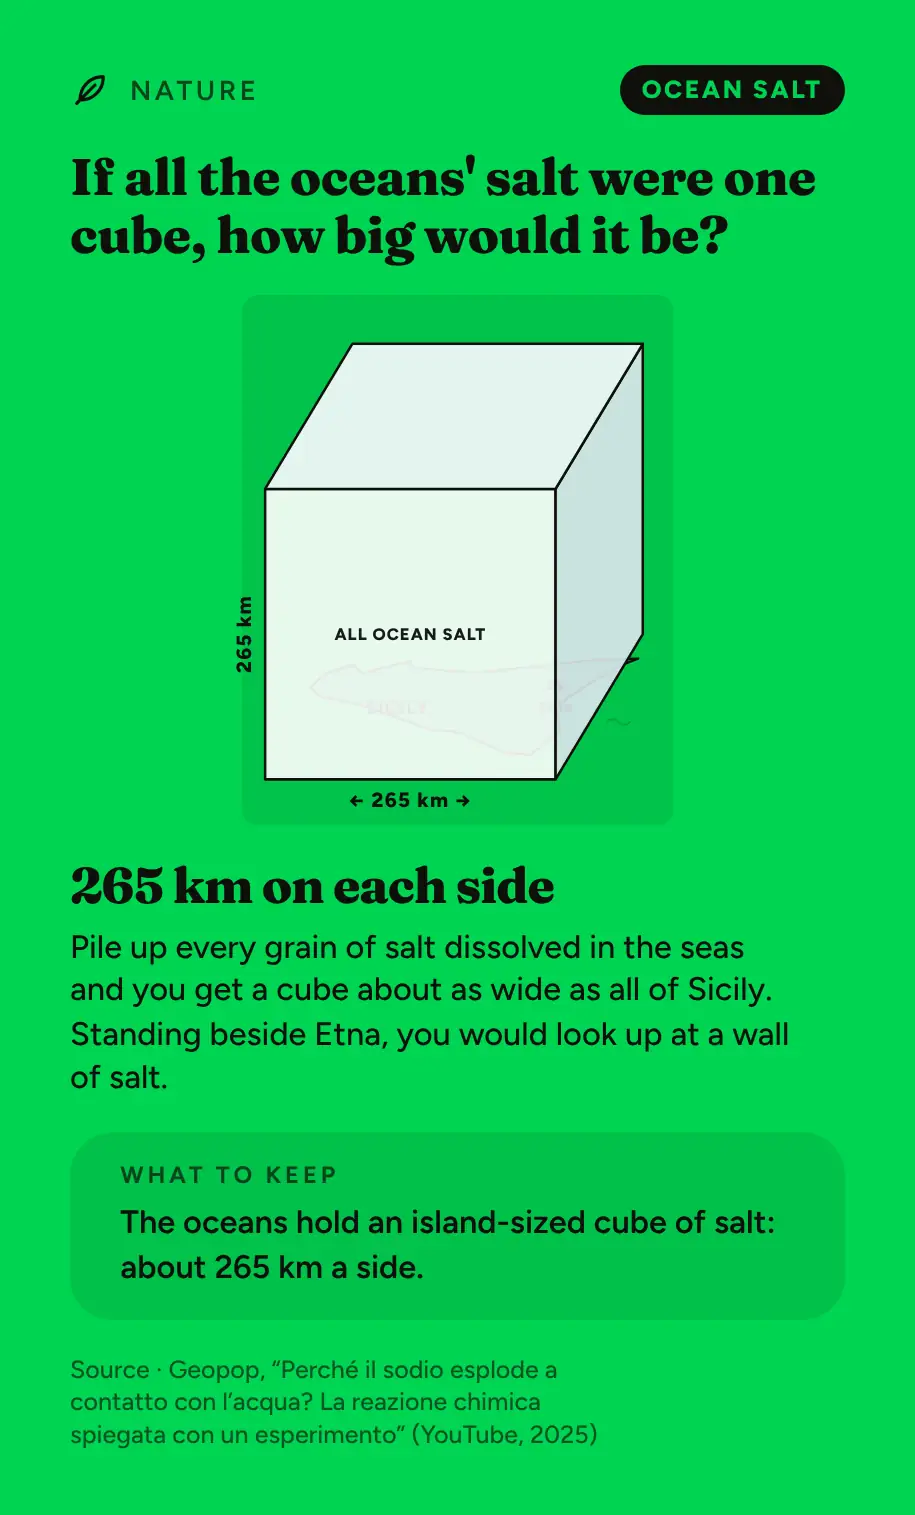 NATURE
OCEAN SALT
If all the oceans' salt were one
cube, how big would it be?
265 km
ALL OCEAN SALT
SICILY
← 265 km →
265 km on each side
Pile up every grain of salt dissolved in the seas
and you get a cube about as wide as all of Sicily.
Standing beside Etna, you would look up at a wall
of salt.
WHAT TO KEEP
The oceans hold an island-sized cube of salt:
about 265 km a side.
Source · Geopop, “Perché il sodio esplode a
contatto con l’acqua? La reazione chimica
spiegata con un esperimento” (YouTube, 2025)